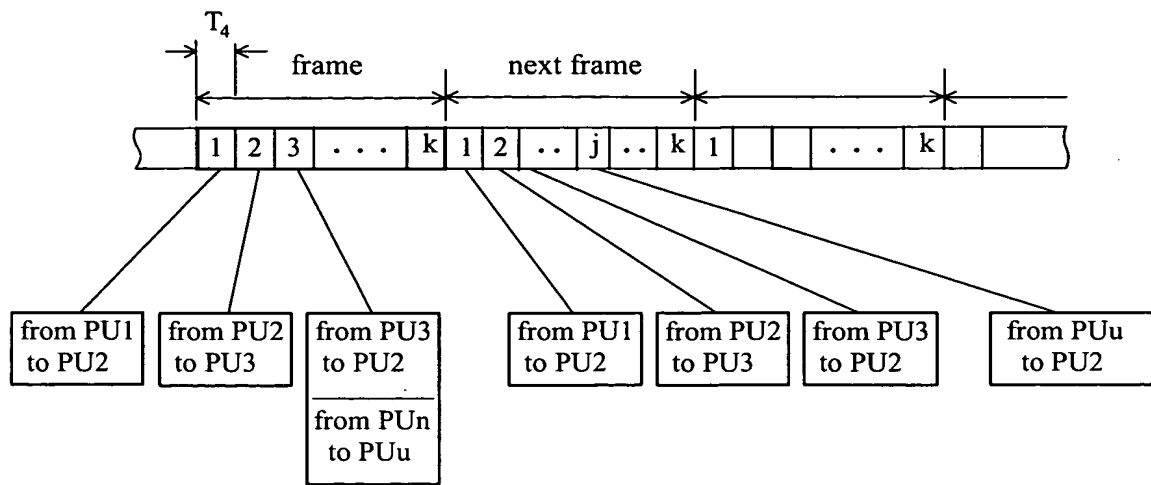 T4
frame next frame
1 2 3 . . . k 1 2 .. j .. k 1 . . . k
from PU1
to PU2
from PU2
to PU3
from PU3
to PU2
from PUn
to PUu
from PU1
to PU2
from PU2
to PU3
from PU3
to PU2
from PUu
to PU2